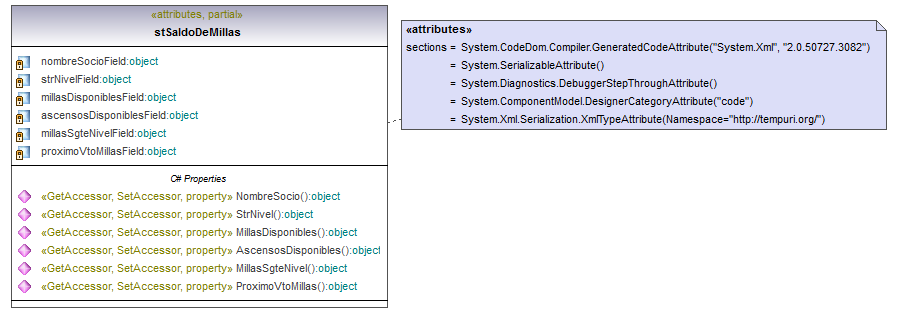 «attributes, partial»
stSaldoDeMillas
nombreSocioField:object
strNivelField:object
millasDisponiblesField:object
ascensosDisponiblesField:object
millasSgteNivelField:object
proximoVtoMillasField:object
C# Properties
«GetAccessor, SetAccessor, property» NombreSocio():object
«GetAccessor, SetAccessor, property» StrNivel():object
«GetAccessor, SetAccessor, property» MillasDisponibles():object
«GetAccessor, SetAccessor, property» AscensosDisponibles():object
«GetAccessor, SetAccessor, property» MillasSgteNivel():object
«GetAccessor, SetAccessor, property» ProximoVtoMillas():object
«attributes»
sections = System.CodeDom.Compiler.GeneratedCodeAttribute("System.Xml", "2.0.50727.3082")
= System.SerializableAttribute()
= System.Diagnostics.DebuggerStepThroughAttribute()
= System.ComponentModel.DesignerCategoryAttribute("code")
= System.Xml.Serialization.XmlTypeAttribute(Namespace="http://tempuri.org/")